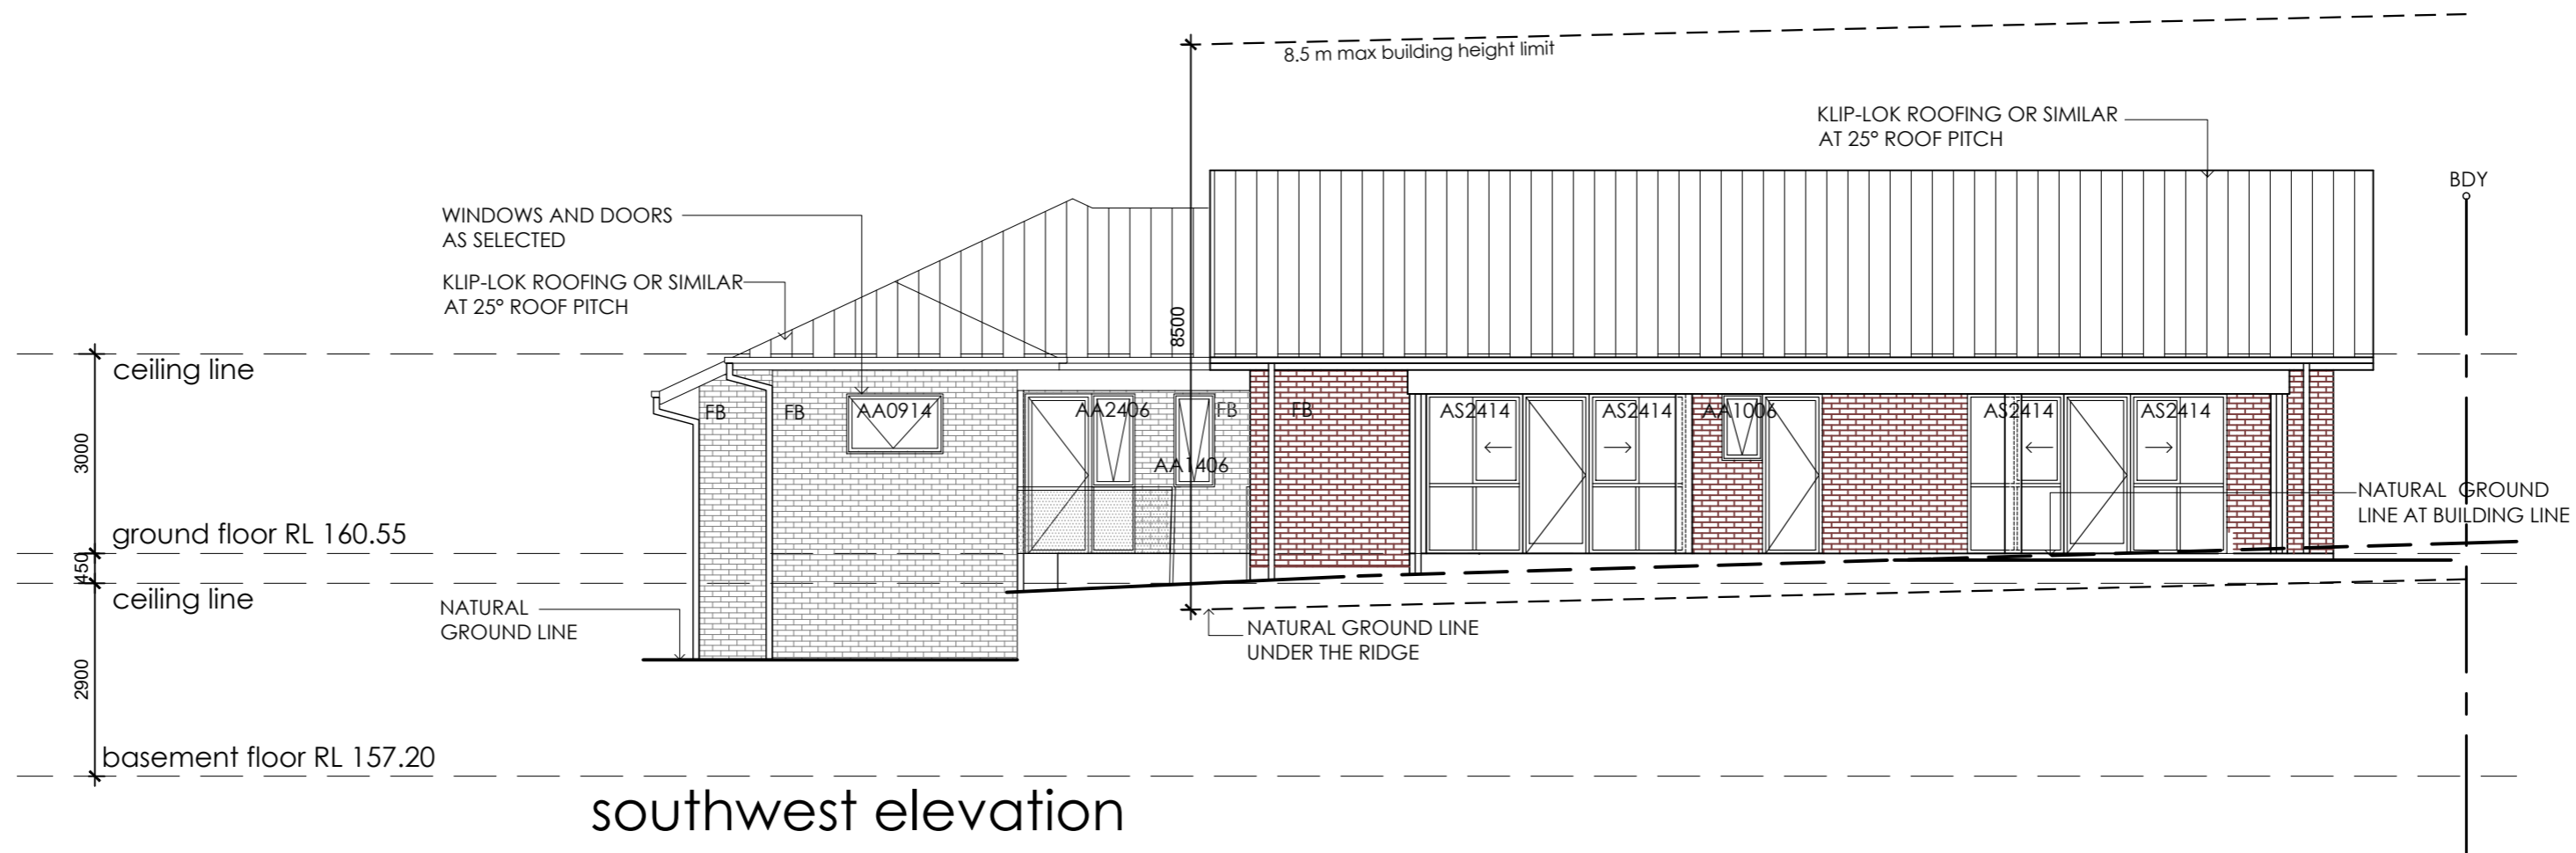 8.5 m max building height limit
KLIP-LOK ROOFING OR SIMILAR
AT 25° ROOF PITCH
BDY
WINDOWS AND DOORS
AS SELECTED
KLIP-LOK ROOFING OR SIMILAR
AT 25° ROOF PITCH
8500
ceiling line
FB
FB
AA0914
AA2406
FB
FB
AS2414
AS2414
AA1006
AS2414
AS2414
3000
AA1406
NATURAL GROUND
LINE AT BUILDING LINE
ground floor RL 160.55
450
ceiling line
NATURAL
GROUND LINE
NATURAL GROUND LINE
UNDER THE RIDGE
2900
basement floor RL 157.20
southwest elevation